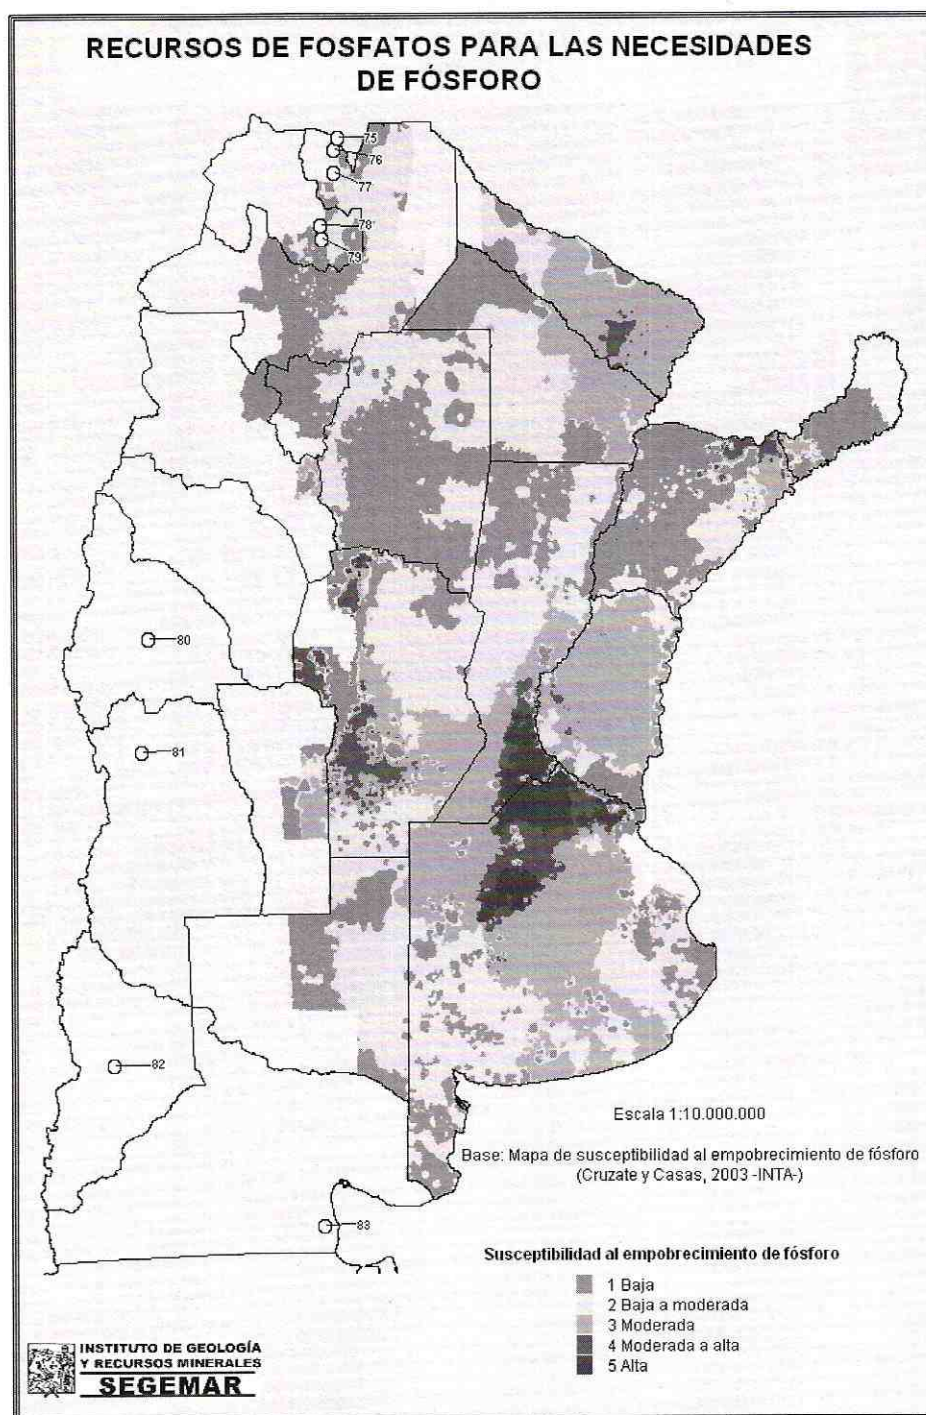 RECURSOS DE FOSFATOS PARA LAS NECESIDADES
DE FÓSFORO
75
76
77
78
79
80
81
82
83
Escala 1:10.000.000
Base: Mapa de susceptibilidad al empobrecimiento de fósforo
(Cruzate y Casas, 2003 -INTA-)
Susceptibilidad al empobrecimiento de fósforo
1 Baja
2 Baja a moderada
3 Moderada
4 Moderada a alta
5 Alta
INSTITUTO DE GEOLOGÍA
Y RECURSOS MINERALES
SEGEMAR